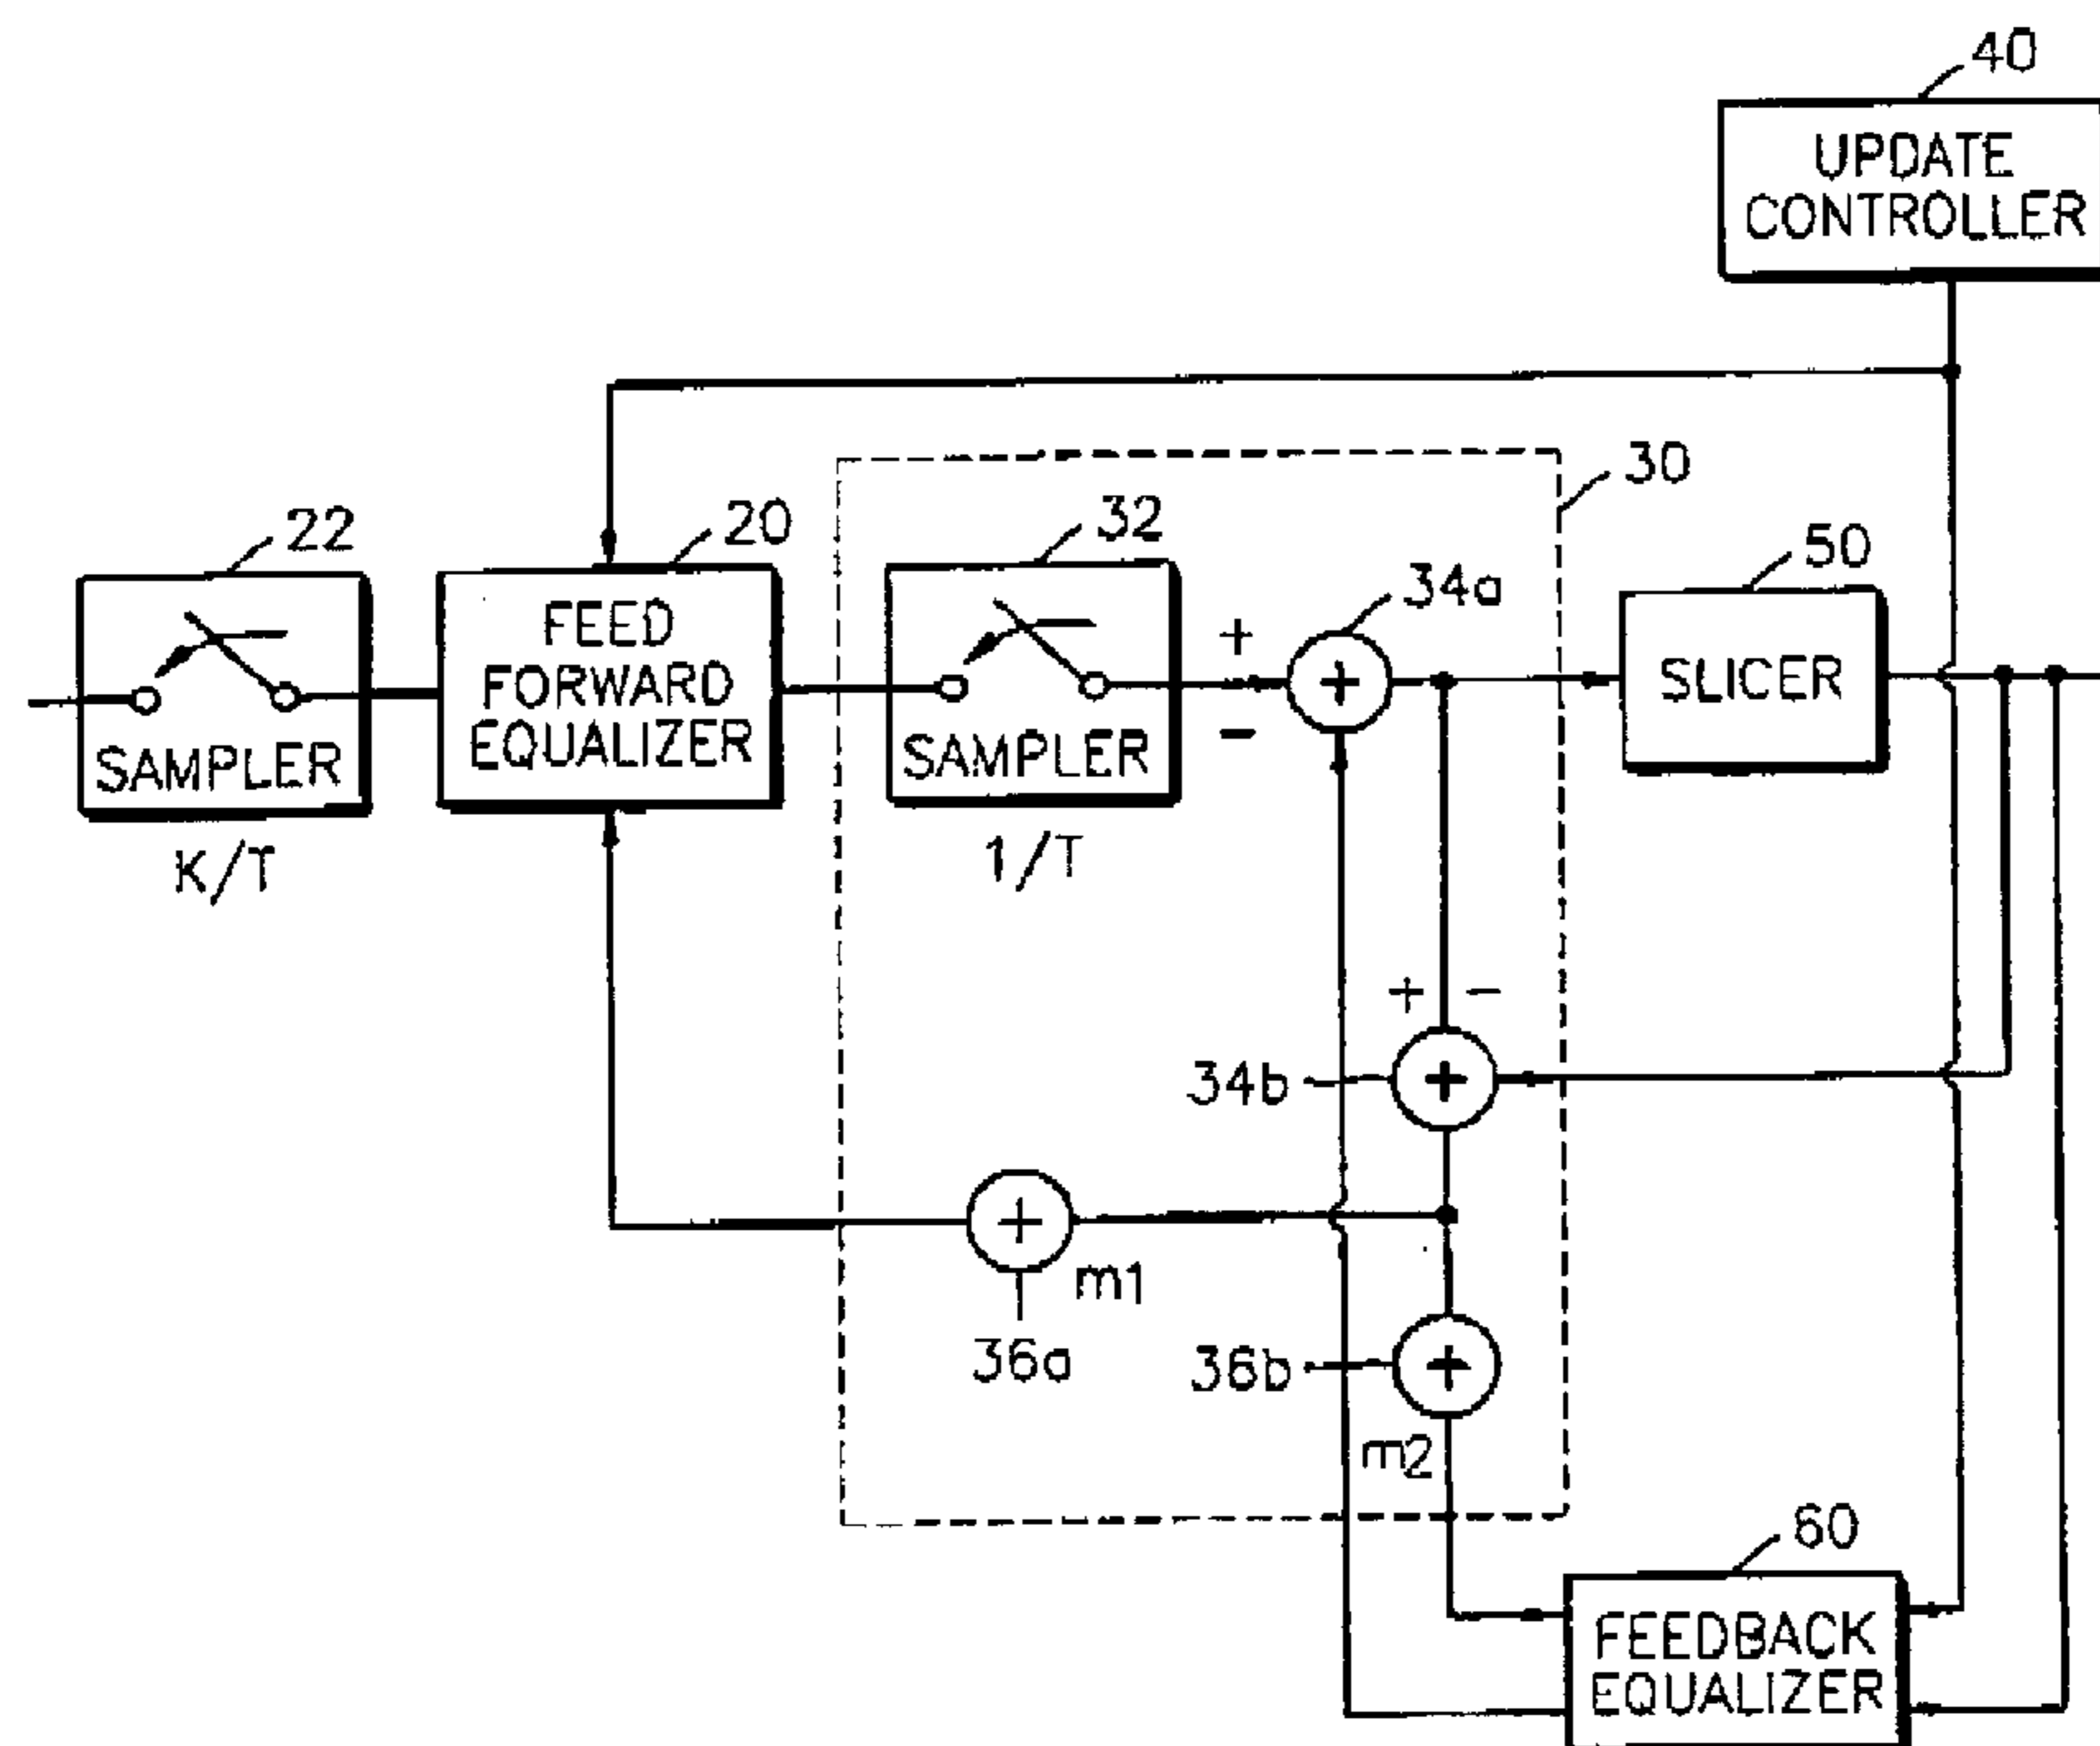 40
UPDATE
CONTROLLER
30
22
20
32
50
34a
FEED
FORWARD
EQUALIZER
+
+
SLICER
SAMPLER
SAMPLER
−
K/T
1/T
+ −
34b
+
+
m1
36a
36b
+
m2
60
FEEDBACK
EQUALIZER